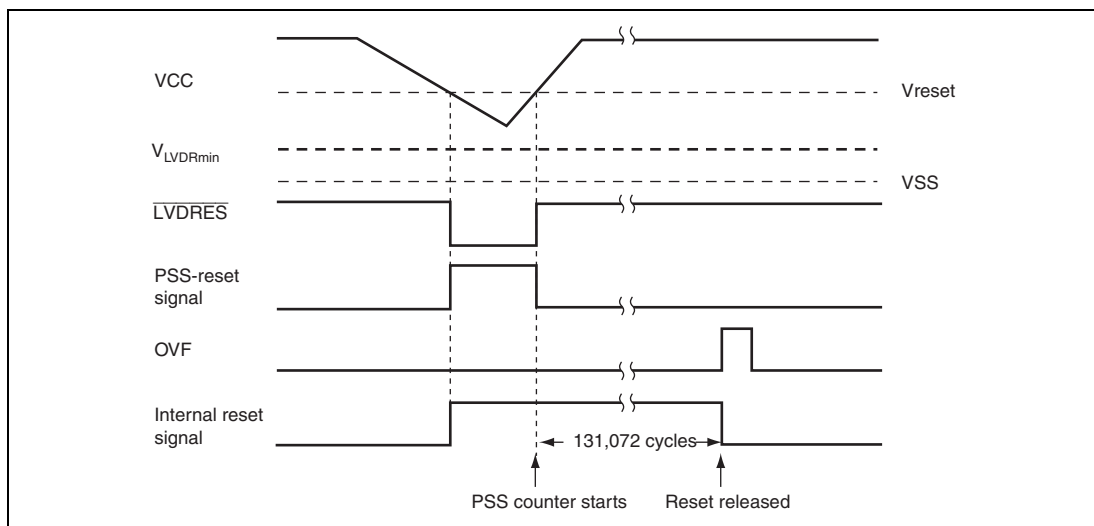 VCC
Vreset
VLVDRmin
VSS
LVDRES
PSS-reset
signal
OVF
Internal reset
signal
131,072 cycles
PSS counter starts
Reset released